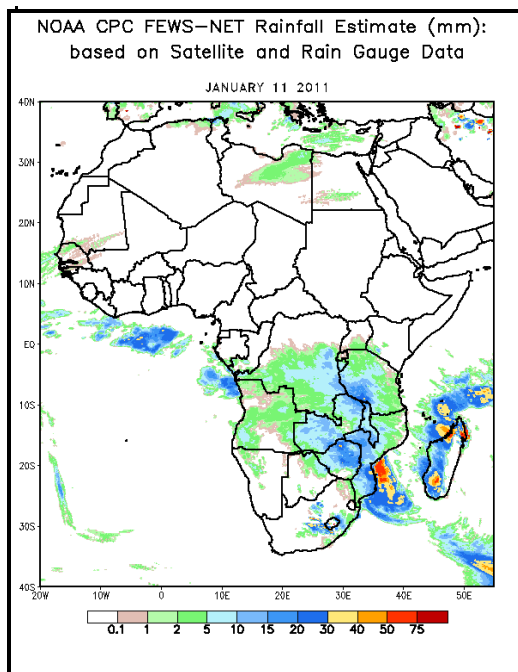 NOAA CPC FEWS-NET Rainfall Estimate (mm):
based on Satellite and Rain Gauge Data
JANUARY 11 2011
40N
30N
20N
10N
EQ
10S
20S
30S
40S
20W 10W 0 10E 20E 30E 40E 50E
0.1 1 2 5 10 15 20 30 40 50 75